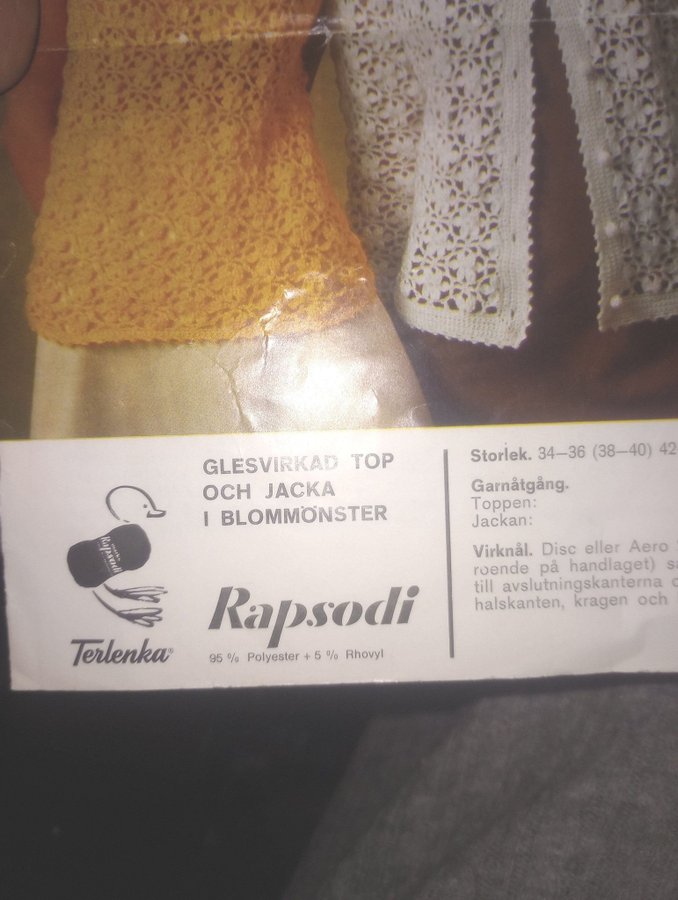 GLESVIRKAD TOP
OCH JACKA
I BLOMMÖNSTER
Rapsodi
Rapsodi
95 % Polyester + 5 % Rhovyl
Terlenka®
Storlek. 34–36 (38–40) 42
Garnåtgång.
Toppen:
Jackan:
Virknål. Disc eller Aero
roende på handlaget)
till avslutningskanterna
halskanten, kragen och